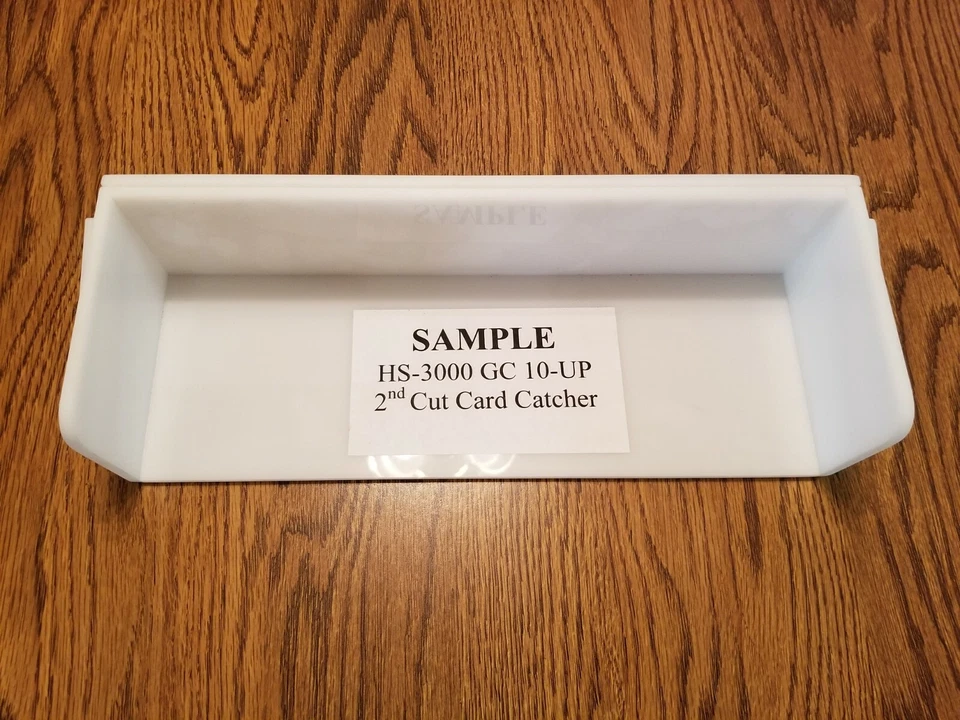 SAMPLE
HS-3000 GC 10-UP
2nd Cut Card Catcher